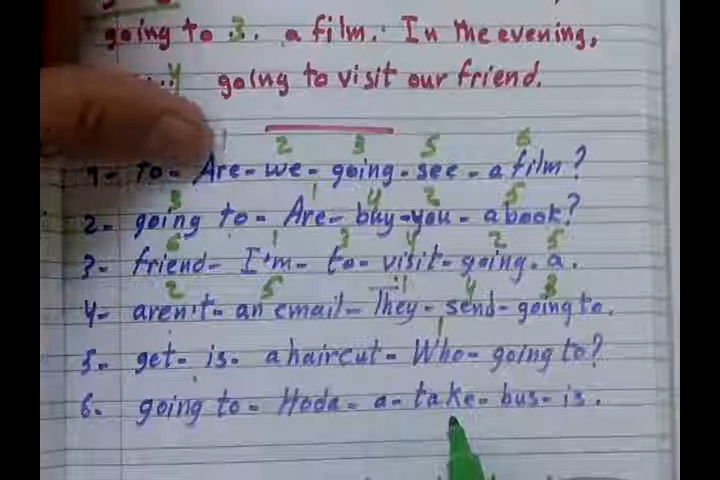 going to .3. a film. In the evening,
..4 going to visit our friend.
1 2 3 5 6
1- to - Are - we - going - see - a film?
3 1 4 2 5
2- going to - Are - buy - you - a book?
6 1 3 4 2 5
3- friend - I'm - to - visit - going - a.
2 5 1 4 3
4- aren't - an email - They - send - going to.
1
5- get - is - a haircut - Who - going to?
6- going to - Hoda - a - take - bus - is.